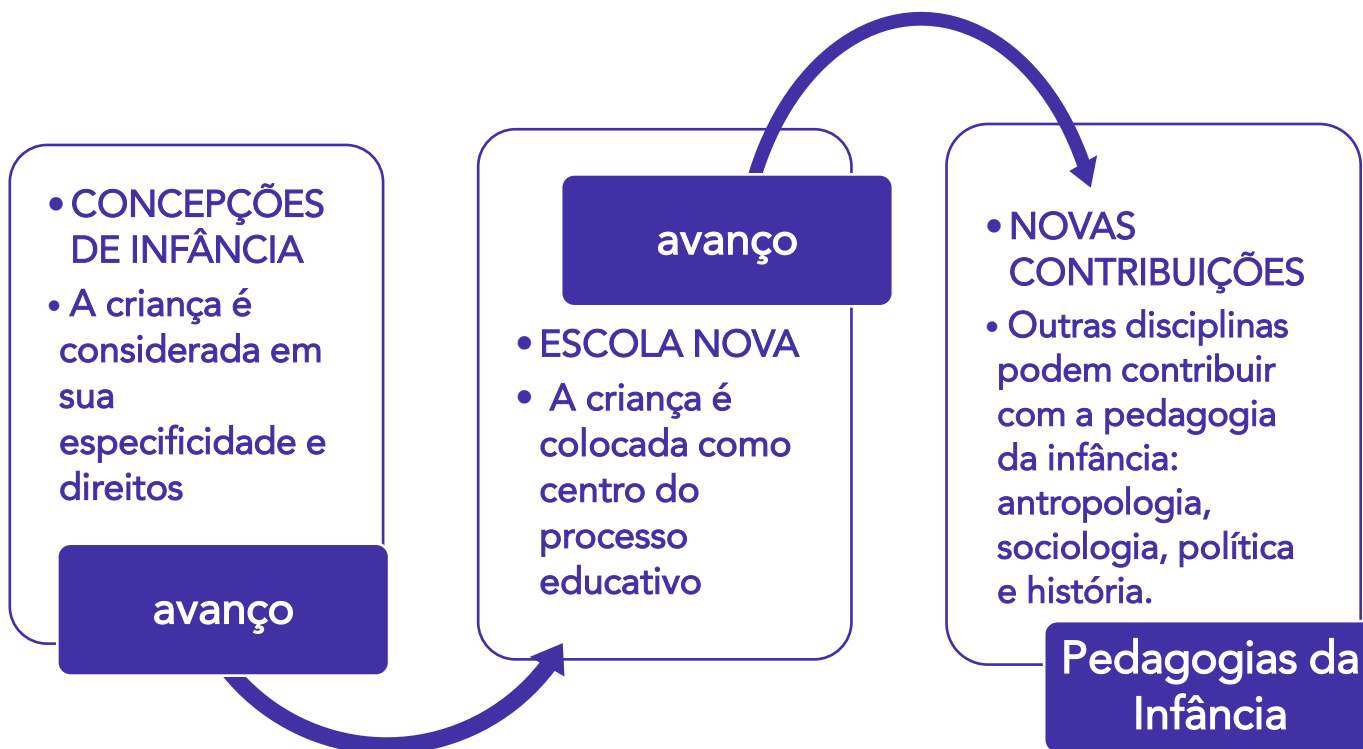 • CONCEPÇÕES
DE INFÂNCIA
• A criança é
considerada em
sua
especificidade e
direitos
avanço
avanço
• ESCOLA NOVA
• A criança é
colocada como
centro do
processo
educativo
• NOVAS
CONTRIBUIÇÕES
• Outras disciplinas
podem contribuir
com a pedagogia
da infância:
antropologia,
sociologia, política
e história.
Pedagogias da
Infância